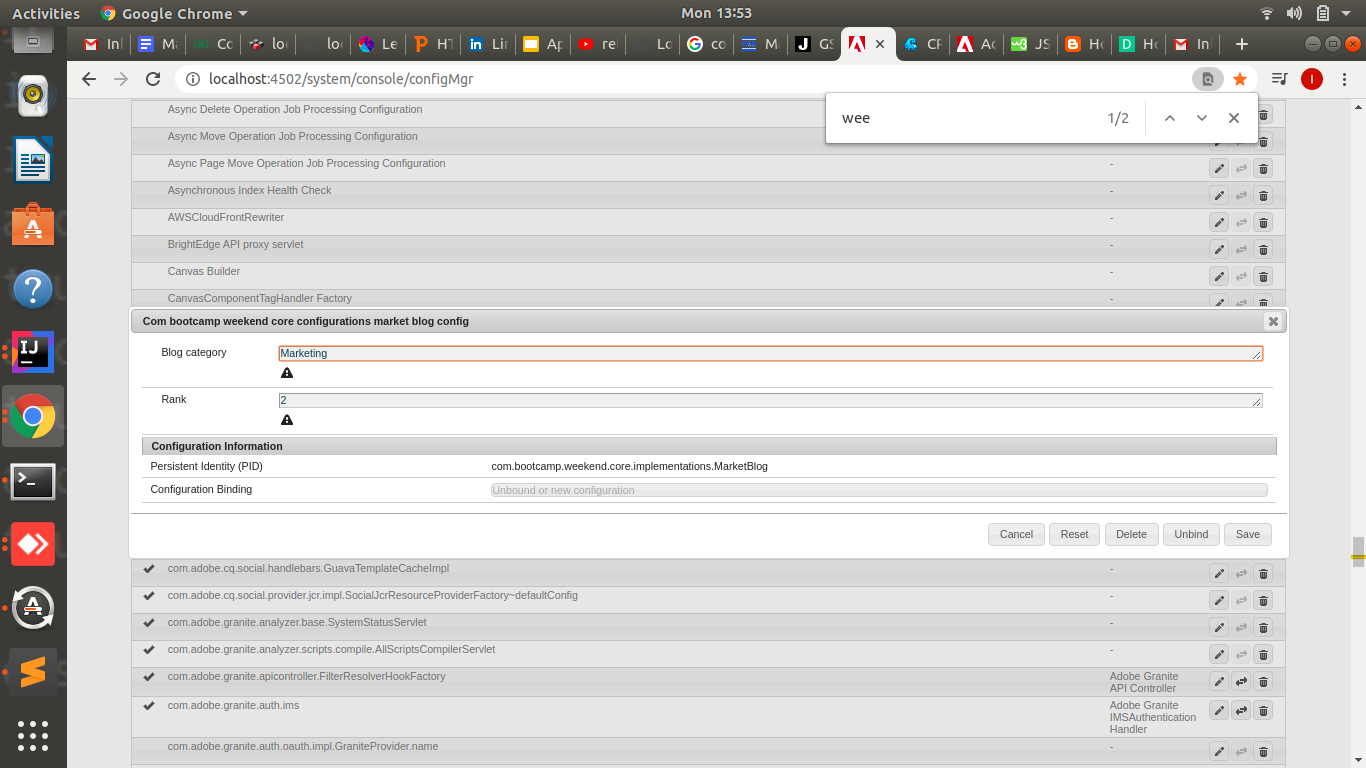 Activities Google Chrome Mon 13:53
In M Co loc loc Le HT Lin Ap re Lo co M GS CF Ac JS Ho Ho In
localhost:4502/system/console/configMgr
wee 1/2
Async Delete Operation Job Processing Configuration
Async Move Operation Job Processing Configuration
Async Page Move Operation Job Processing Configuration -
Asynchronous Index Health Check -
AWSCloudFrontRewriter -
BrightEdge API proxy servlet -
Canvas Builder -
CanvasComponentTagHandler Factory -
Com bootcamp weekend core configurations market blog config
Blog category Marketing
Rank 2
Configuration Information
Persistent Identity (PID) com.bootcamp.weekend.core.implementations.MarketBlog
Configuration Binding Unbound or new configuration
Cancel Reset Delete Unbind Save
com.adobe.cq.social.handlebars.GuavaTemplateCacheImpl -
com.adobe.cq.social.provider.jcr.impl.SocialJcrResourceProviderFactory~defaultConfig -
com.adobe.granite.analyzer.base.SystemStatusServlet -
com.adobe.granite.analyzer.scripts.compile.AllScriptsCompilerServlet -
com.adobe.granite.apicontroller.FilterResolverHookFactory Adobe Granite
API Controller
com.adobe.granite.auth.ims Adobe Granite
IMSAuthentication
Handler
com.adobe.granite.auth.oauth.impl.GraniteProvider.name -